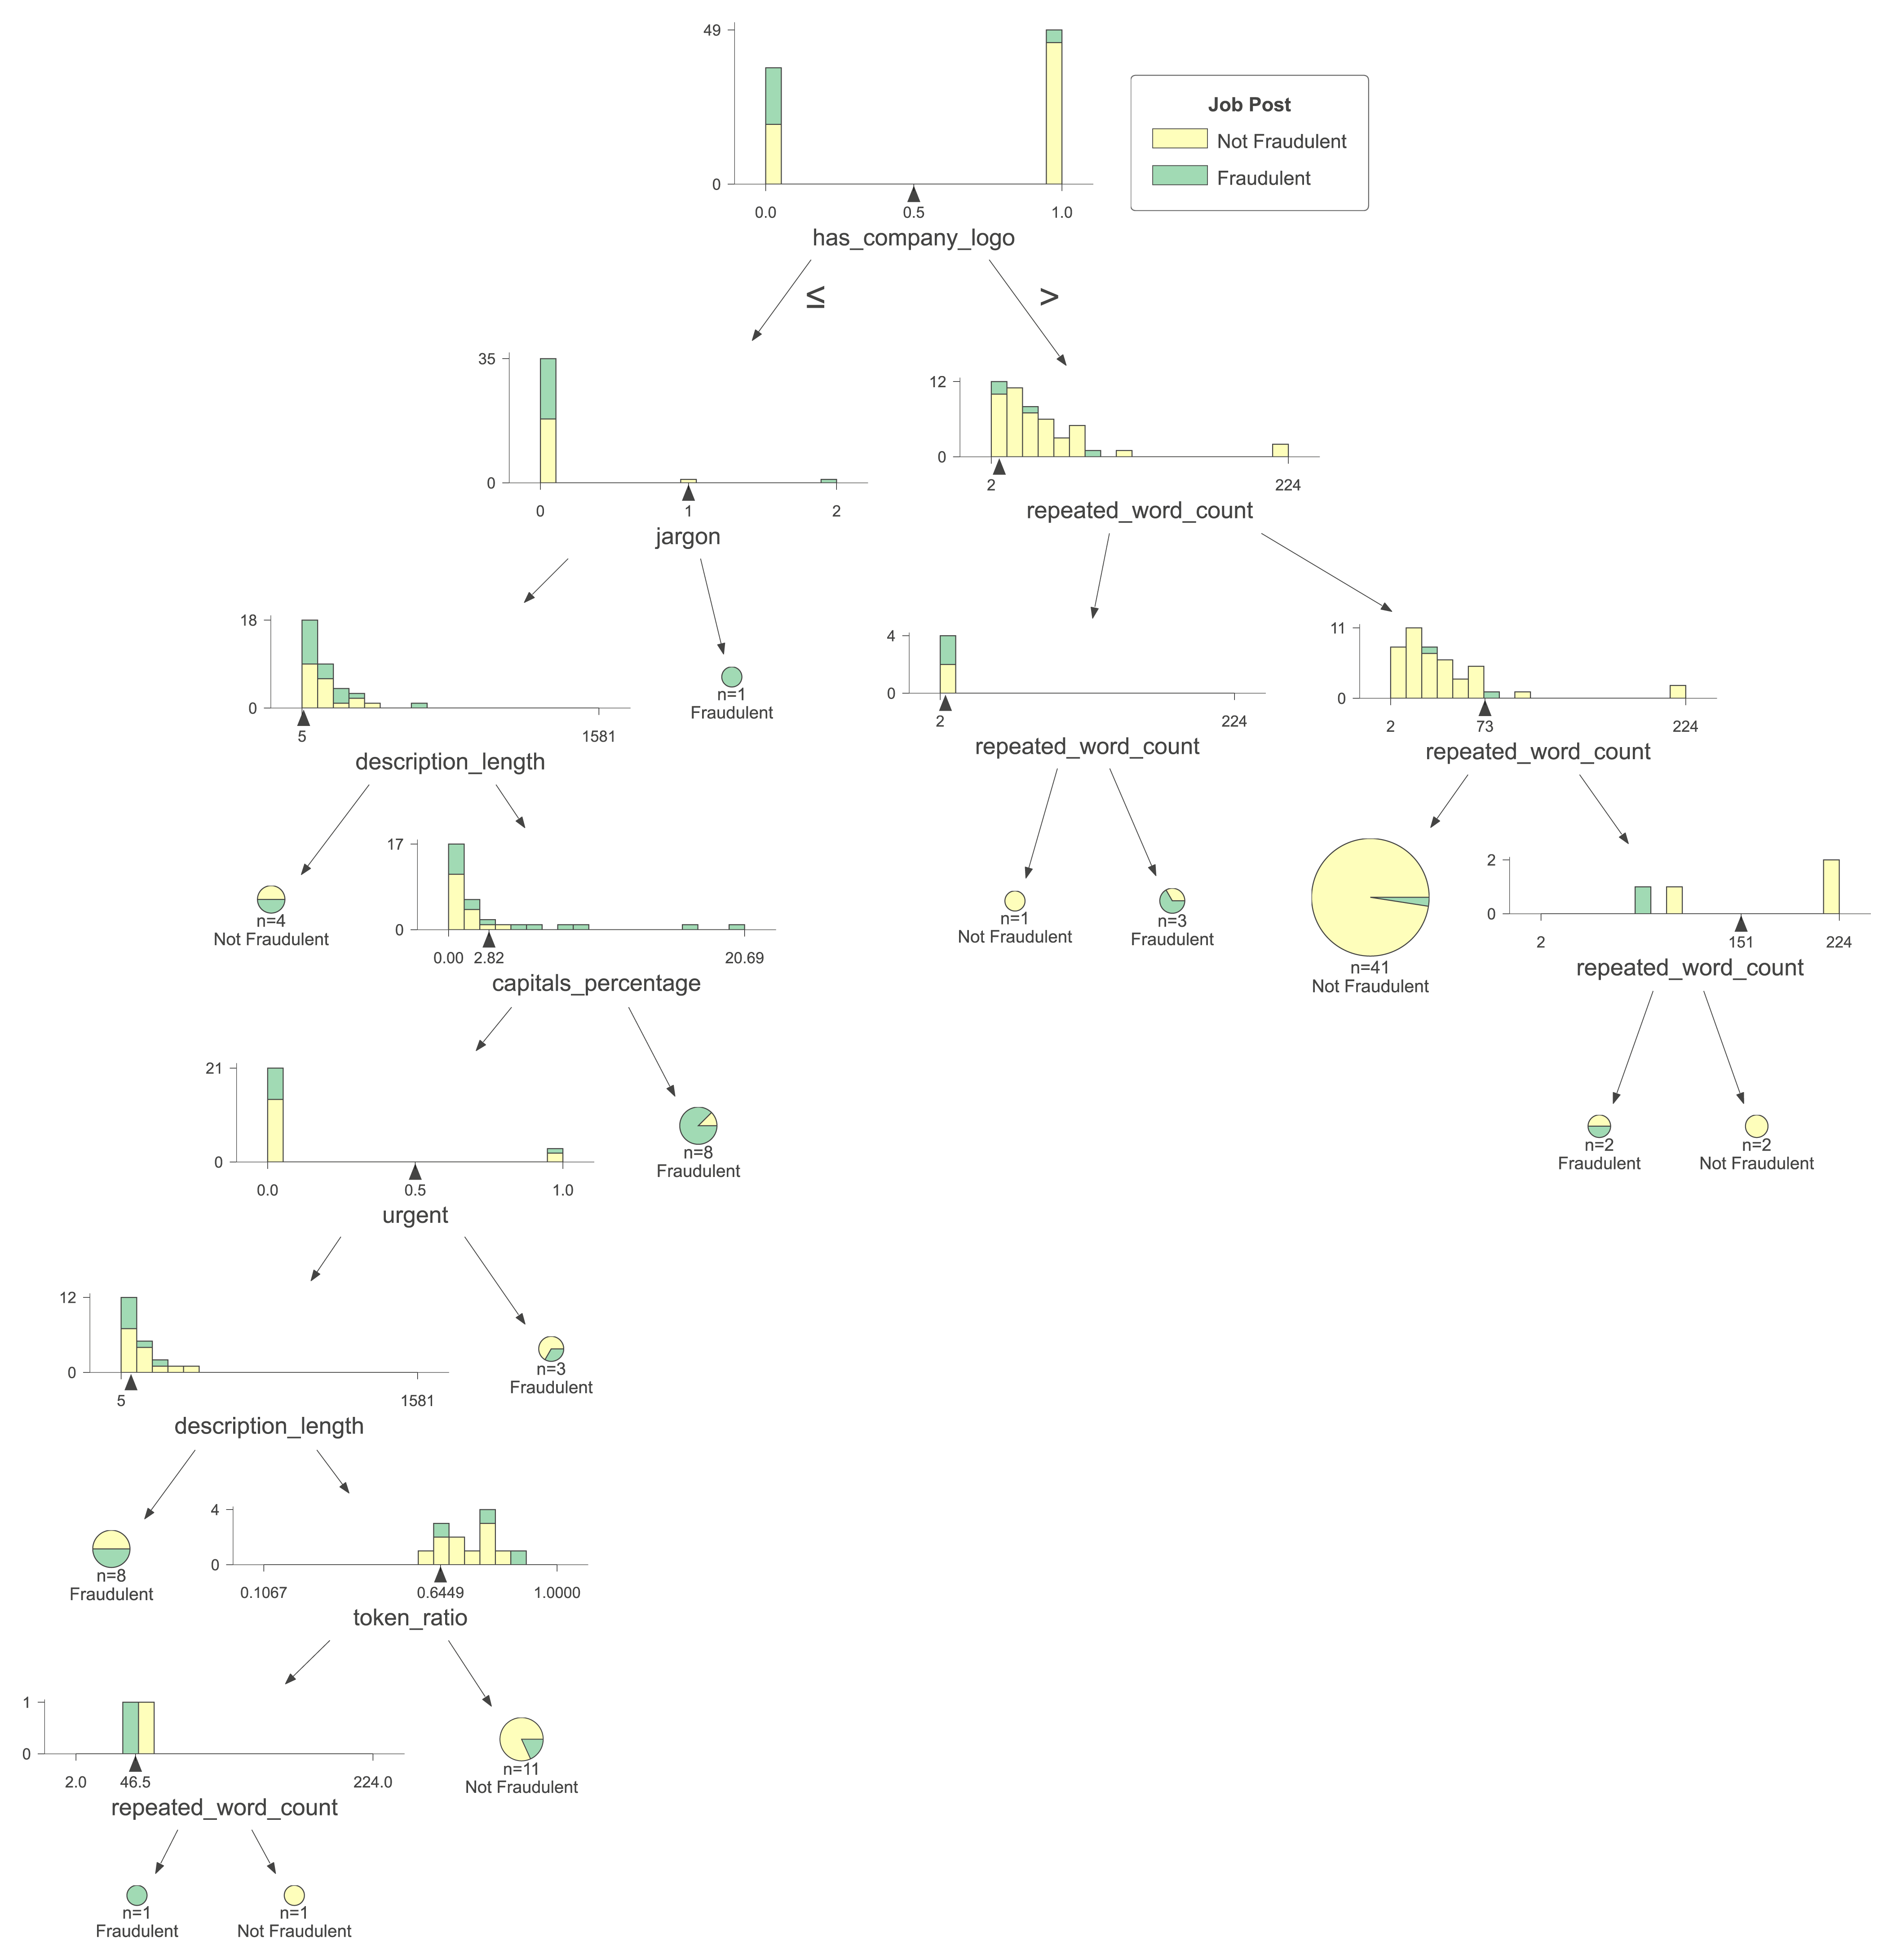 49
0
0.0
0.5
1.0
has_company_logo
Job Post
Not Fraudulent
Fraudulent
≤
>
35
0
0
1
2
jargon
12
0
2
224
repeated_word_count
18
0
5
1581
description_length
n=1
Fraudulent
4
0
2
224
repeated_word_count
11
0
2
73
224
repeated_word_count
n=4
Not Fraudulent
17
0
0.00
2.82
20.69
capitals_percentage
n=1
Not Fraudulent
n=3
Fraudulent
n=41
Not Fraudulent
2
0
2
151
224
repeated_word_count
21
0
0.0
0.5
1.0
urgent
n=8
Fraudulent
n=2
Fraudulent
n=2
Not Fraudulent
12
0
5
1581
description_length
n=3
Fraudulent
n=8
Fraudulent
4
0
0.1067
0.6449
1.0000
token_ratio
1
0
2.0
46.5
224.0
repeated_word_count
n=11
Not Fraudulent
n=1
Fraudulent
n=1
Not Fraudulent